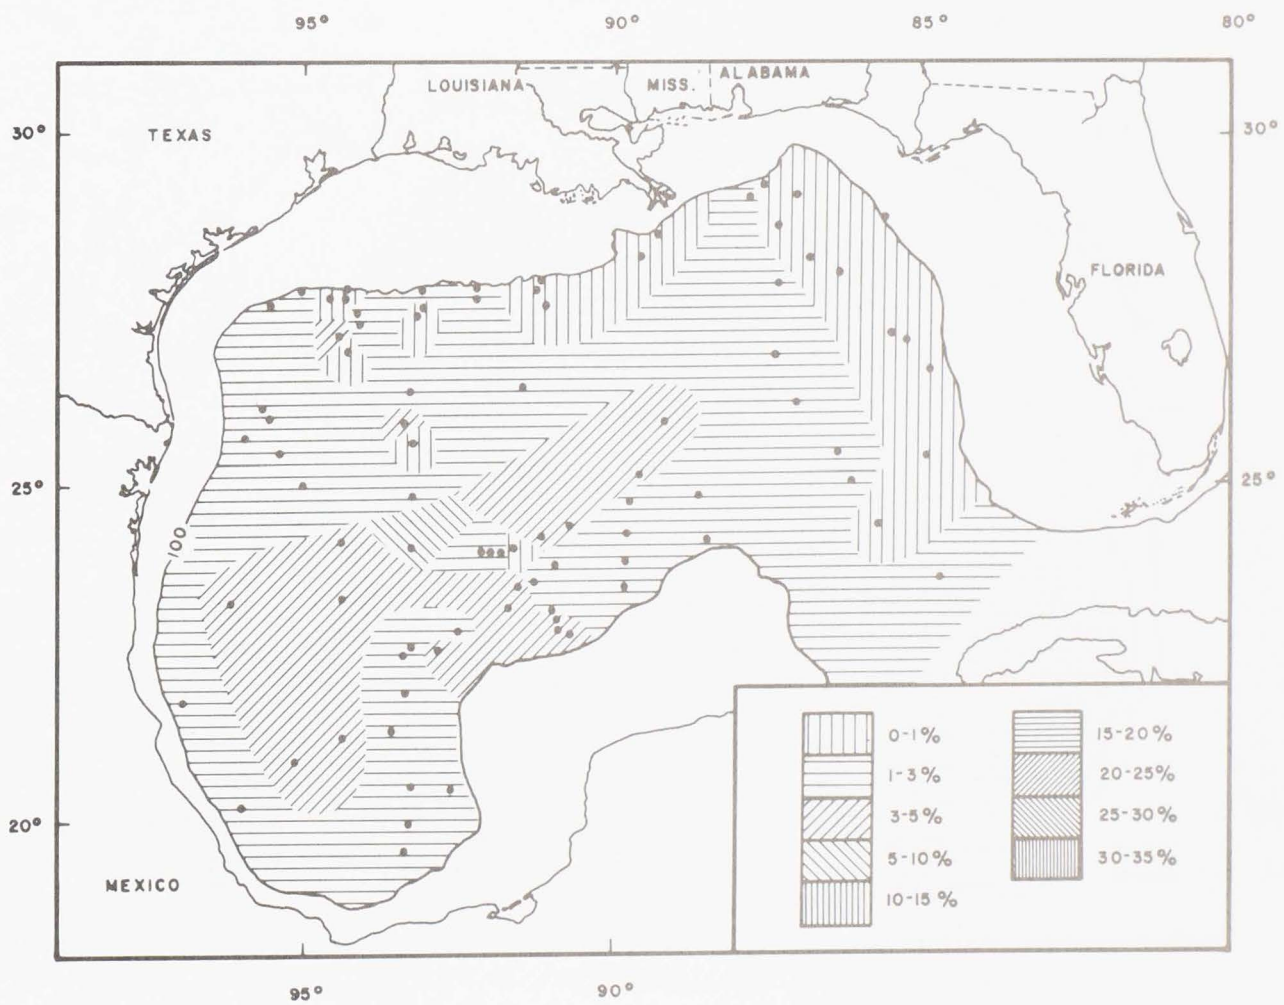 95° 90° 85° 80°
LOUISIANA MISS. ALABAMA
TEXAS
30° 30°
FLORIDA
25° 25°
100
0-1% 15-20%
1-3% 20-25%
3-5% 25-30%
5-10% 30-35%
10-15%
20°
MEXICO
95° 90°